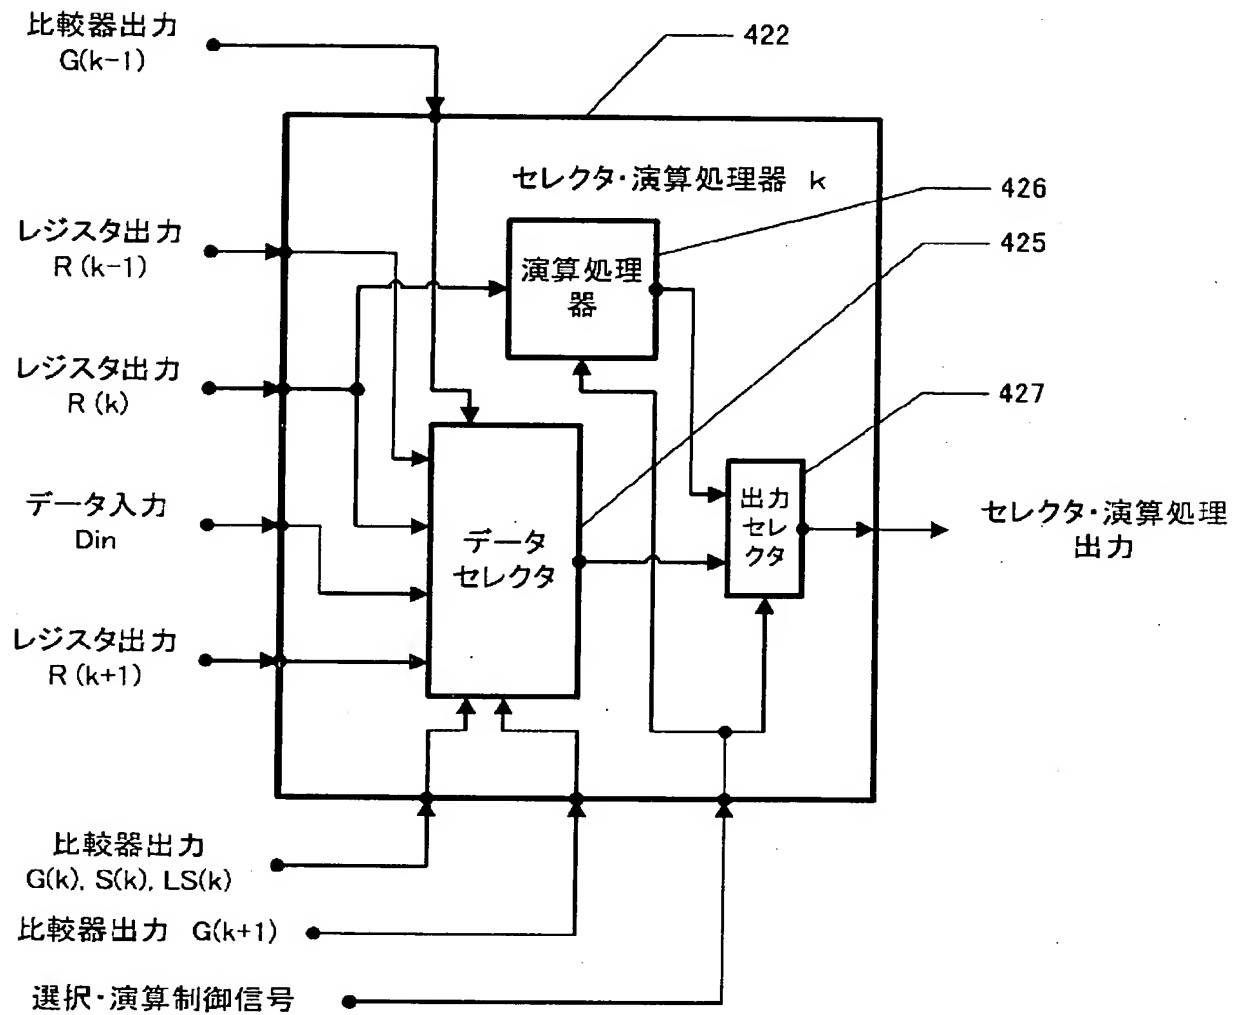 比較器出力
G(k-1)
422
セレクタ・演算処理器 k
426
425
レジスタ出力
R(k-1)
演算処理
器
レジスタ出力
R(k)
427
データ入力
Din
データ
セレクタ
出力
セレ
クタ
セレクタ・演算処理
出力
レジスタ出力
R(k+1)
比較器出力
G(k), S(k), LS(k)
比較器出力 G(k+1)
選択・演算制御信号